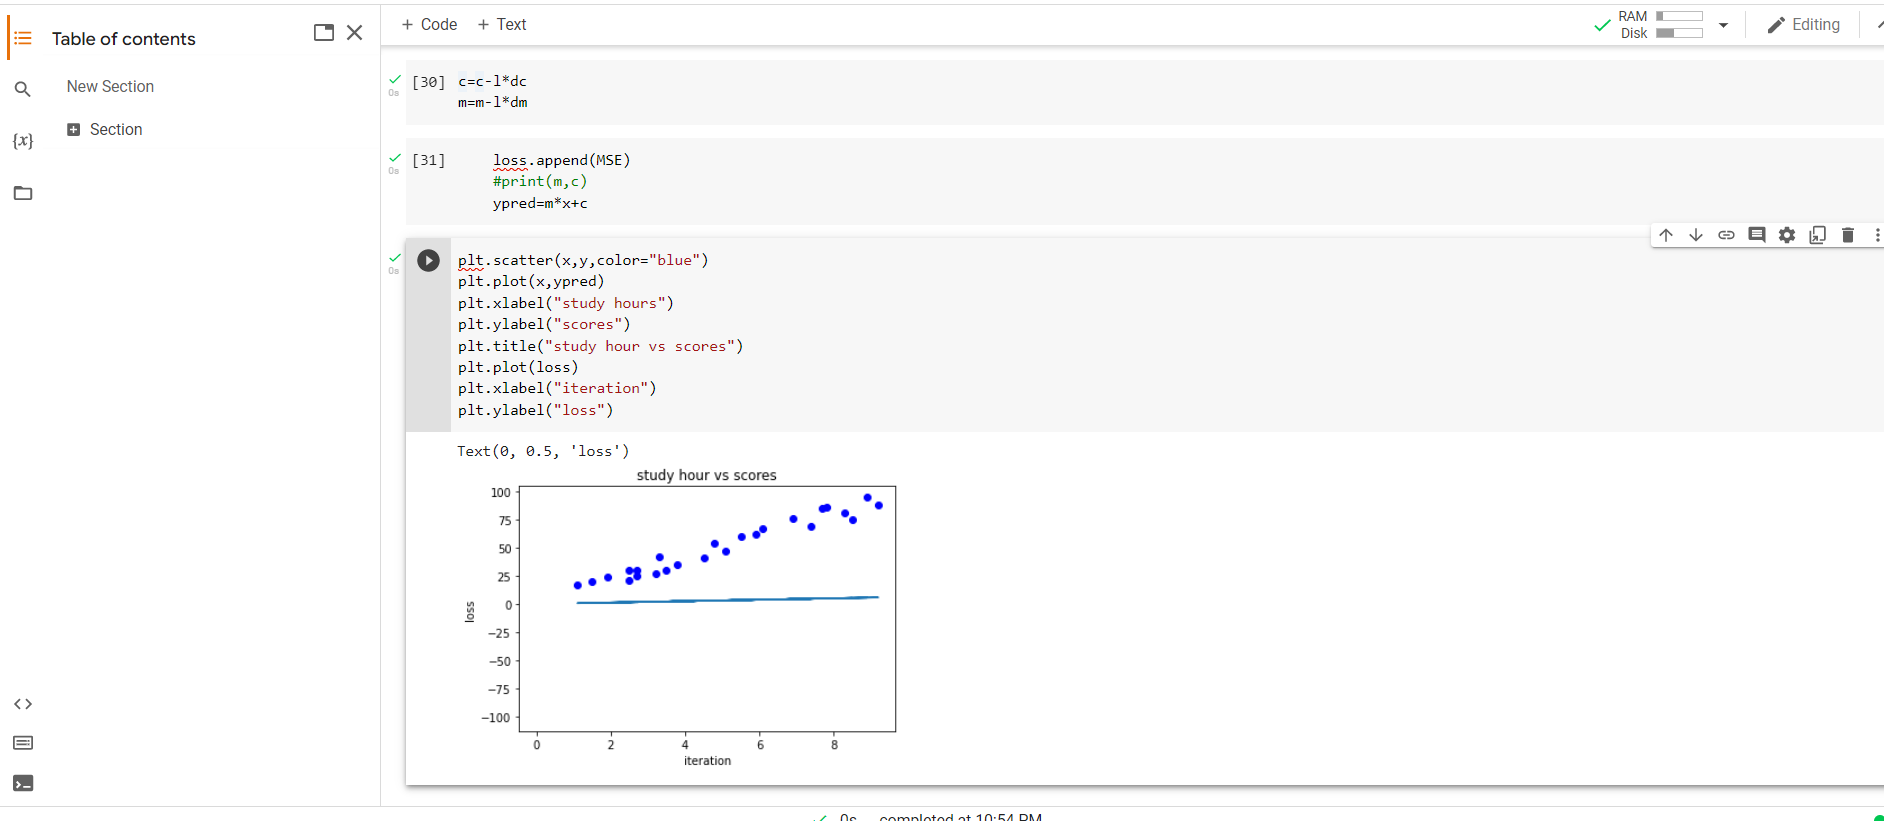 Table of contents
New Section
Section
{x}
+ Code + Text
RAM
Disk
Editing
0s
[30] c=c-l*dc
m=m-l*dm
0s
[31] loss.append(MSE)
#print(m,c)
ypred=m*x+c
0s
plt.scatter(x,y,color="blue")
plt.plot(x,ypred)
plt.xlabel("study hours")
plt.ylabel("scores")
plt.title("study hour vs scores")
plt.plot(loss)
plt.xlabel("iteration")
plt.ylabel("loss")
Text(0, 0.5, 'loss')
study hour vs scores
100
75
50
25
0
−25
−50
−75
−100
loss
0 2 4 6 8
iteration
0s completed at 10:54 PM